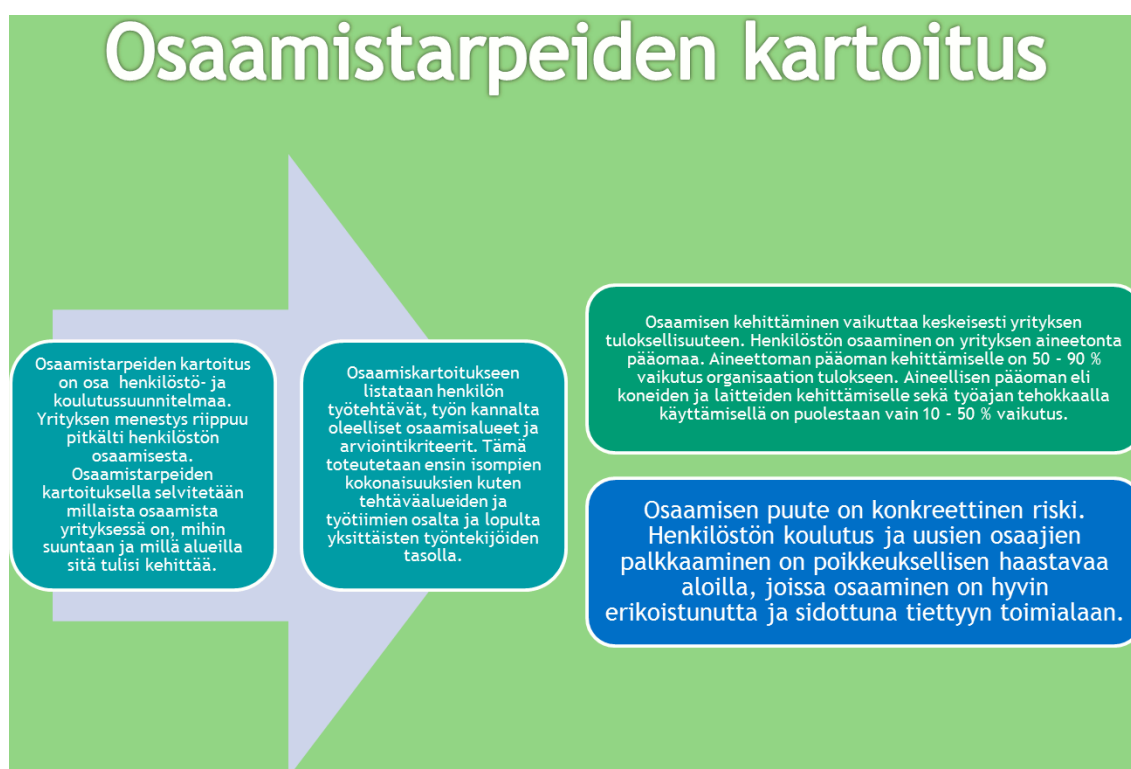 Osaamistarpeiden kartoitus
Osaamistarpeiden kartoitus
on osa henkilöstö- ja
koulutussuunnitelmaa.
Yrityksen menestys riippuu
pitkälti henkilöstön
osaamisesta.
Osaamistarpeiden
kartoituksella selvitetään
millaista osaamista
yrityksessä on, mihin
suuntaan ja millä alueilla
sitä tulisi kehittää.
Osaamiskartoitukseen
listataan henkilön
työtehtävät, työn kannalta
oleelliset osaamisalueet ja
arviointikriteerit. Tämä
toteutetaan ensin isompien
kokonaisuuksien kuten
tehtäväalueiden ja
työtiimien osalta ja lopulta
yksittäisten työntekijöiden
tasolla.
Osaamisen kehittäminen vaikuttaa keskeisesti yrityksen
tuloksellisuuteen. Henkilöstön osaaminen on yrityksen aineetonta
pääomaa. Aineettoman pääoman kehittämiselle on 50 - 90 %
vaikutus organisaation tulokseen. Aineellisen pääoman eli
koneiden ja laitteiden kehittämiselle sekä työajan tehokkaalla
käyttämisellä on puolestaan vain 10 - 50 % vaikutus.
Osaamisen puute on konkreettinen riski.
Henkilöstön koulutus ja uusien osaajien
palkkaaminen on poikkeuksellisen haastavaa
aloilla, joissa osaaminen on hyvin
erikoistunutta ja sidottuna tiettyyn toimialaan.